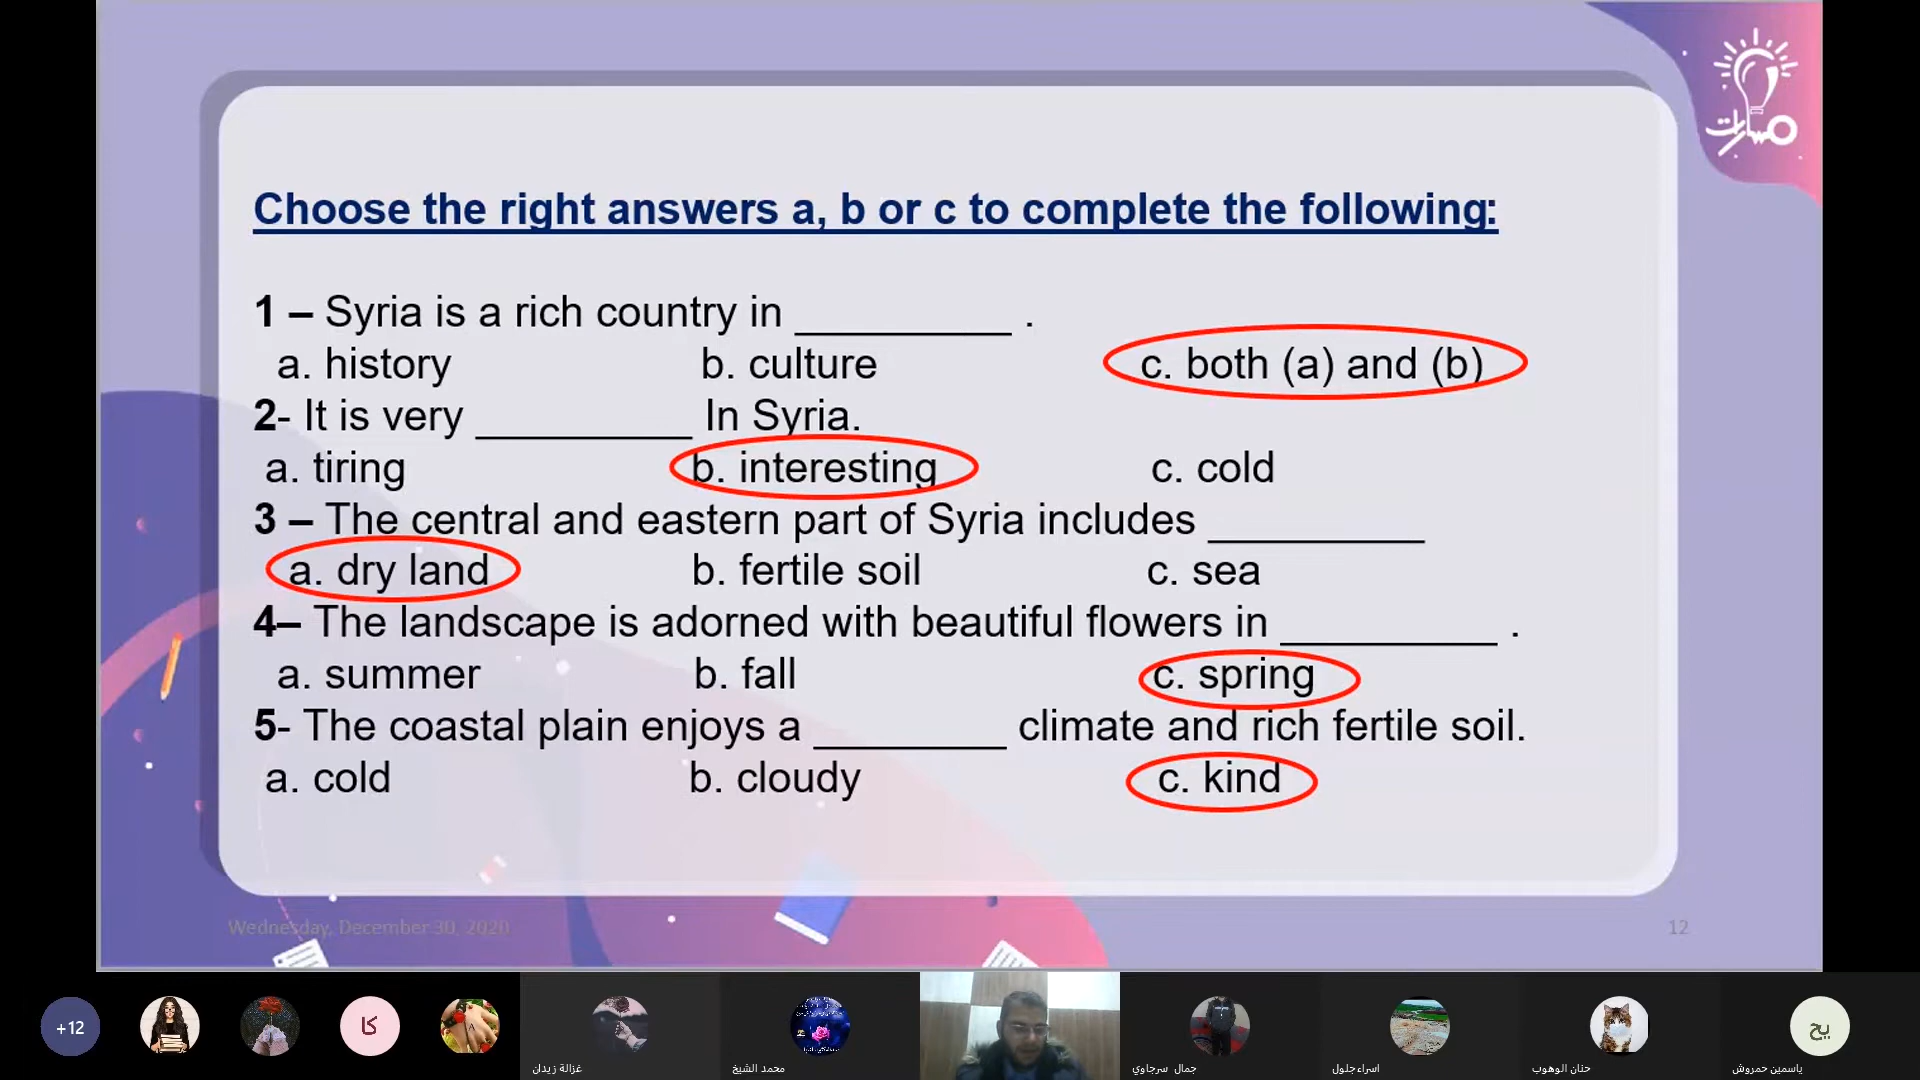 مسارات
Choose the right answers a, b or c to complete the following:
1 – Syria is a rich country in _________ .
a. history b. culture c. both (a) and (b)
2- It is very _________ In Syria.
a. tiring b. interesting c. cold
3 – The central and eastern part of Syria includes _________
a. dry land b. fertile soil c. sea
4– The landscape is adorned with beautiful flowers in _________ .
a. summer b. fall c. spring
5- The coastal plain enjoys a ________ climate and rich fertile soil.
a. cold b. cloudy c. kind
Wednesday, December 30, 2020 12
+12
كا
يح
غزالة زيدان
محمد الشيخ
جمال سرجاوي
اسراءجلول
حنان الوهوب
ياسمين حمروش